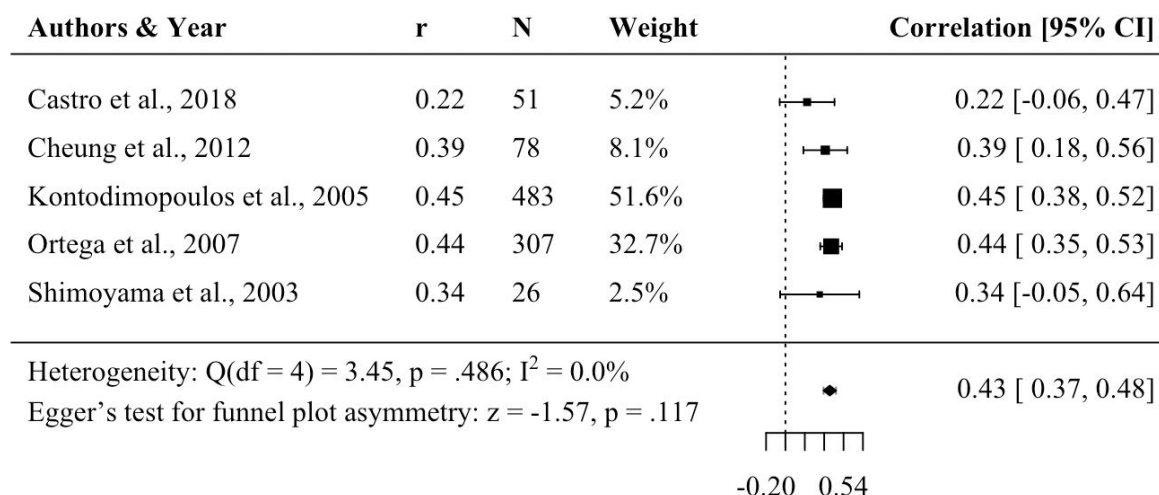 Authors & Year r N Weight Correlation [95% CI]
Castro et al., 2018 0.22 51 5.2% 0.22 [-0.06, 0.47]
Cheung et al., 2012 0.39 78 8.1% 0.39 [ 0.18, 0.56]
Kontodimopoulos et al., 2005 0.45 483 51.6% 0.45 [ 0.38, 0.52]
Ortega et al., 2007 0.44 307 32.7% 0.44 [ 0.35, 0.53]
Shimoyama et al., 2003 0.34 26 2.5% 0.34 [-0.05, 0.64]
Heterogeneity: Q(df = 4) = 3.45, p = .486; I² = 0.0%
0.43 [ 0.37, 0.48]
Egger’s test for funnel plot asymmetry: z = -1.57, p = .117
-0.20 0.54